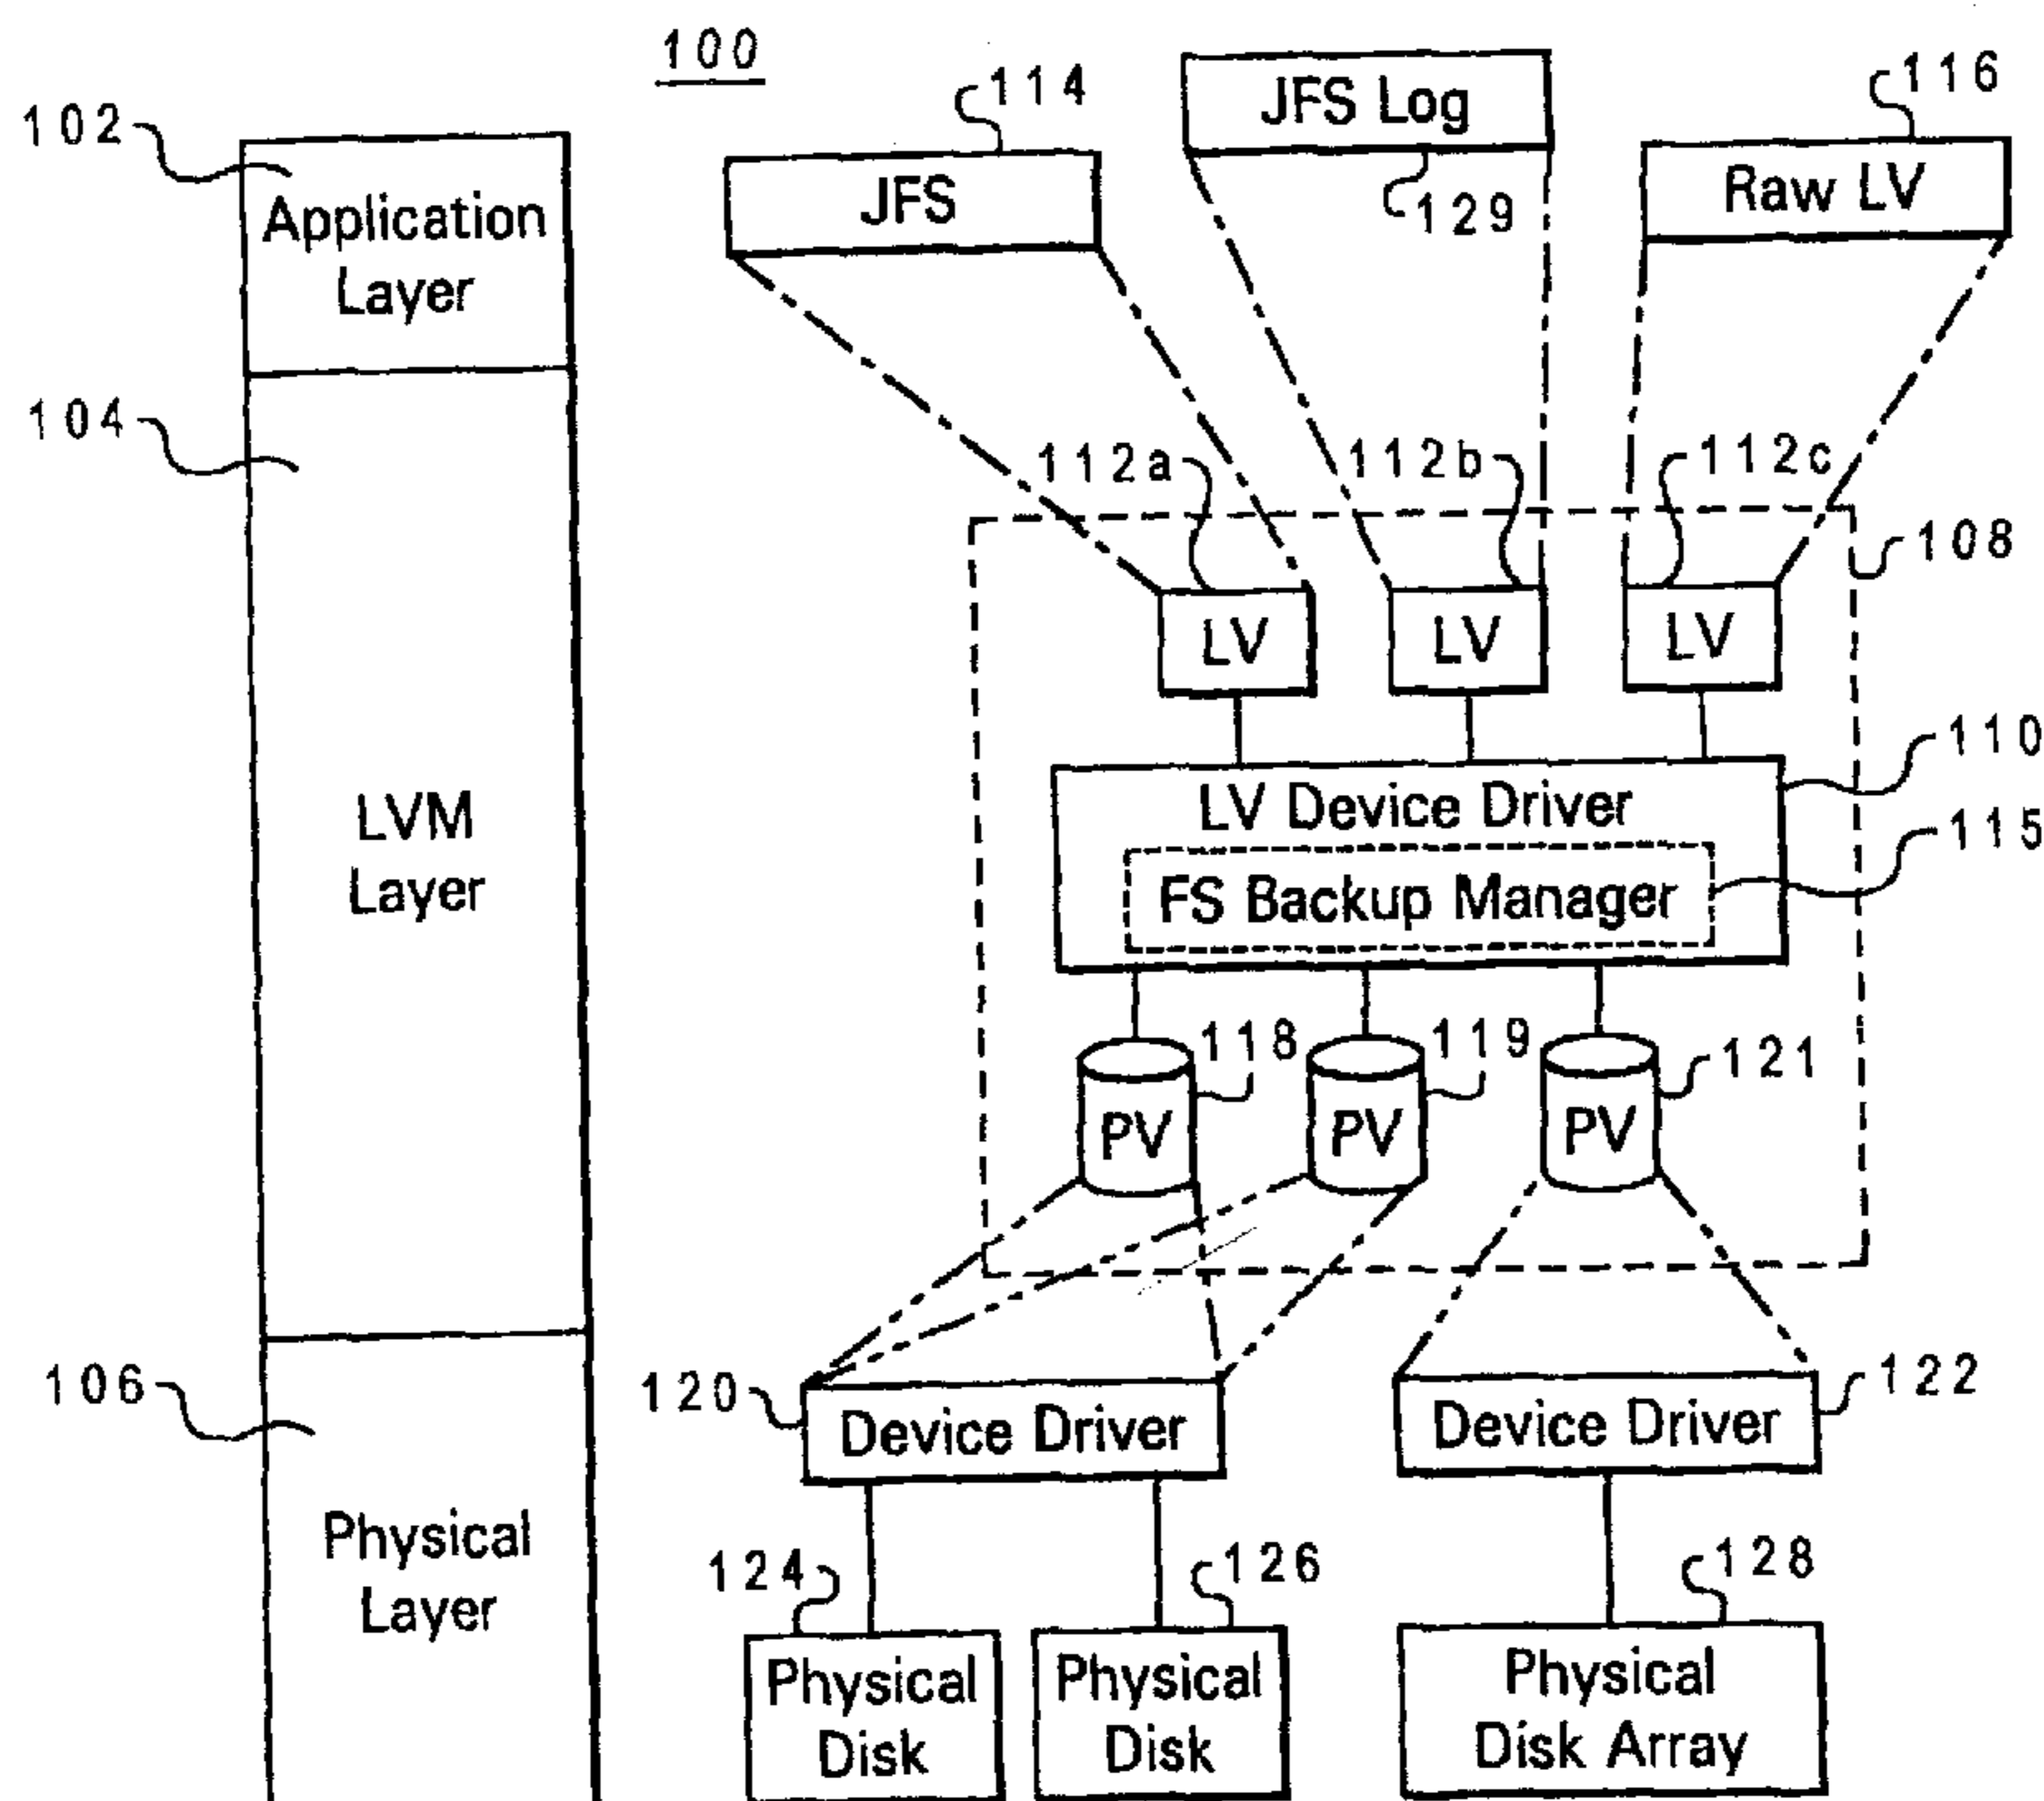 100
102
Application
Layer
104
LVM
Layer
106
Physical
Layer
114
JFS
JFS Log
129
116
Raw LV
112a
112b
112c
108
LV
LV
LV
110
LV Device Driver
115
FS Backup Manager
118
119
121
PV
PV
PV
120
Device Driver
122
Device Driver
124
126
128
Physical
Disk
Physical
Disk
Physical
Disk Array